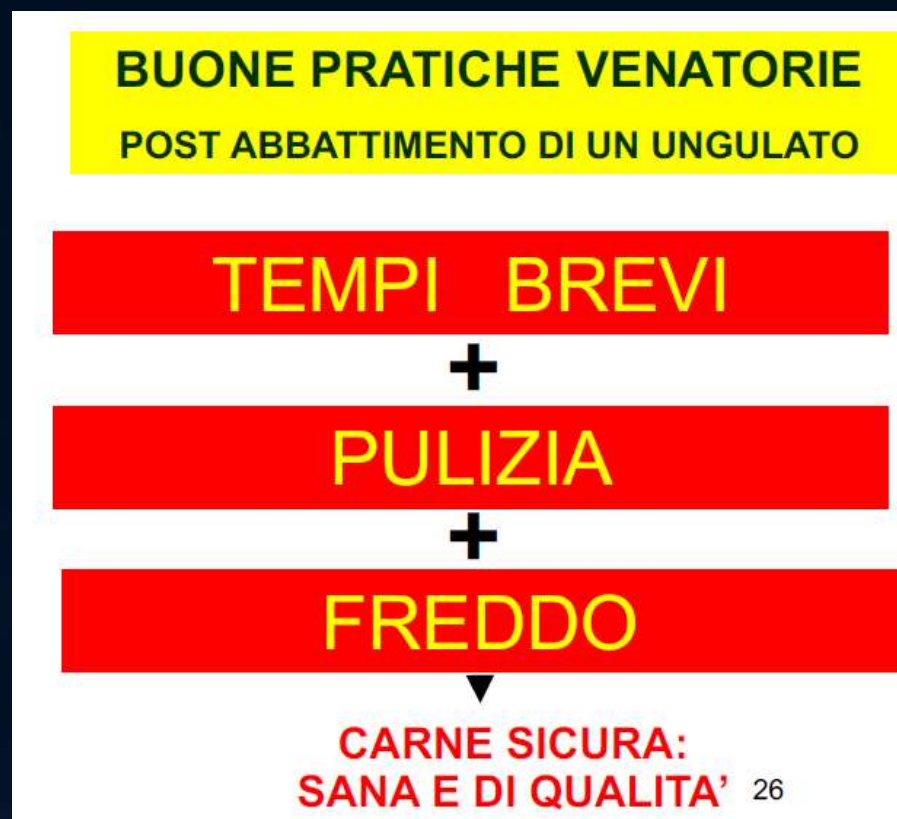 BUONE PRATICHE VENATORIE
POST ABBATTIMENTO DI UN UNGULATO
TEMPI BREVI
+
PULIZIA
+
FREDDO
CARNE SICURA:
SANA E DI QUALITA' 26